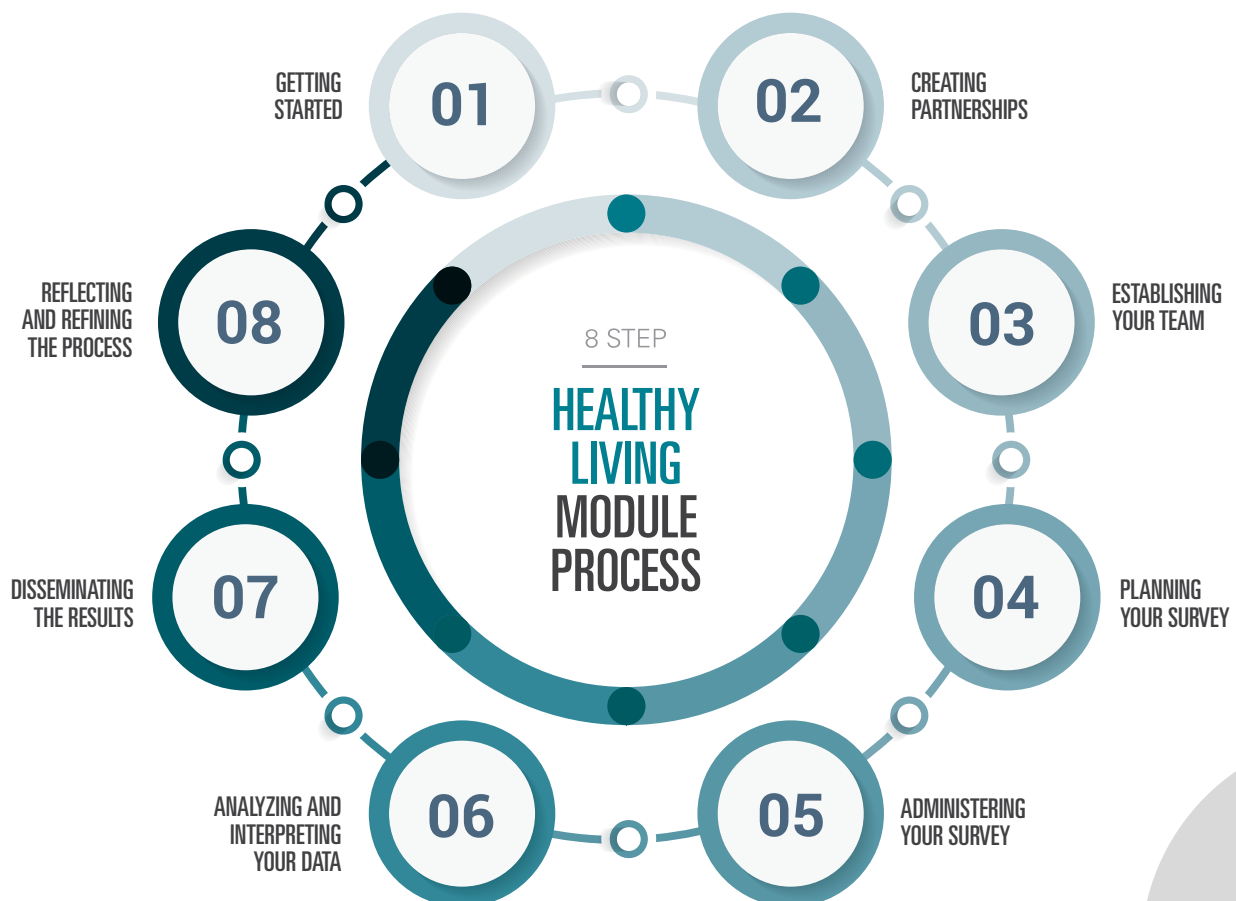 8 STEP
HEALTHY
LIVING
MODULE
PROCESS
01
GETTING
STARTED
02
CREATING
PARTNERSHIPS
03
ESTABLISHING
YOUR TEAM
04
PLANNING
YOUR SURVEY
05
ADMINISTERING
YOUR SURVEY
06
ANALYZING AND
INTERPRETING
YOUR DATA
07
DISSEMINATING
THE RESULTS
08
REFLECTING
AND REFINING
THE PROCESS